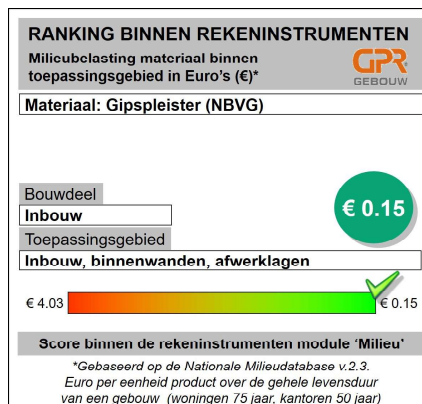 RANKING BINNEN REKENINSTRUMENTEN
Milieubelasting materiaal binnen
toepassingsgebied in Euro's (€)*
GPR
GEBOUW
Materiaal: Gipspleister (NBVG)
Bouwdeel
€ 0.15
Inbouw
Toepassingsgebied
Inbouw, binnenwanden, afwerklagen
€ 4.03 € 0.15
Score binnen de rekeninstrumenten module 'Milieu'
*Gebaseerd op de Nationale Milieudatabase v.2.3.
Euro per eenheid product over de gehele levensduur
van een gebouw (woningen 75 jaar, kantoren 50 jaar)